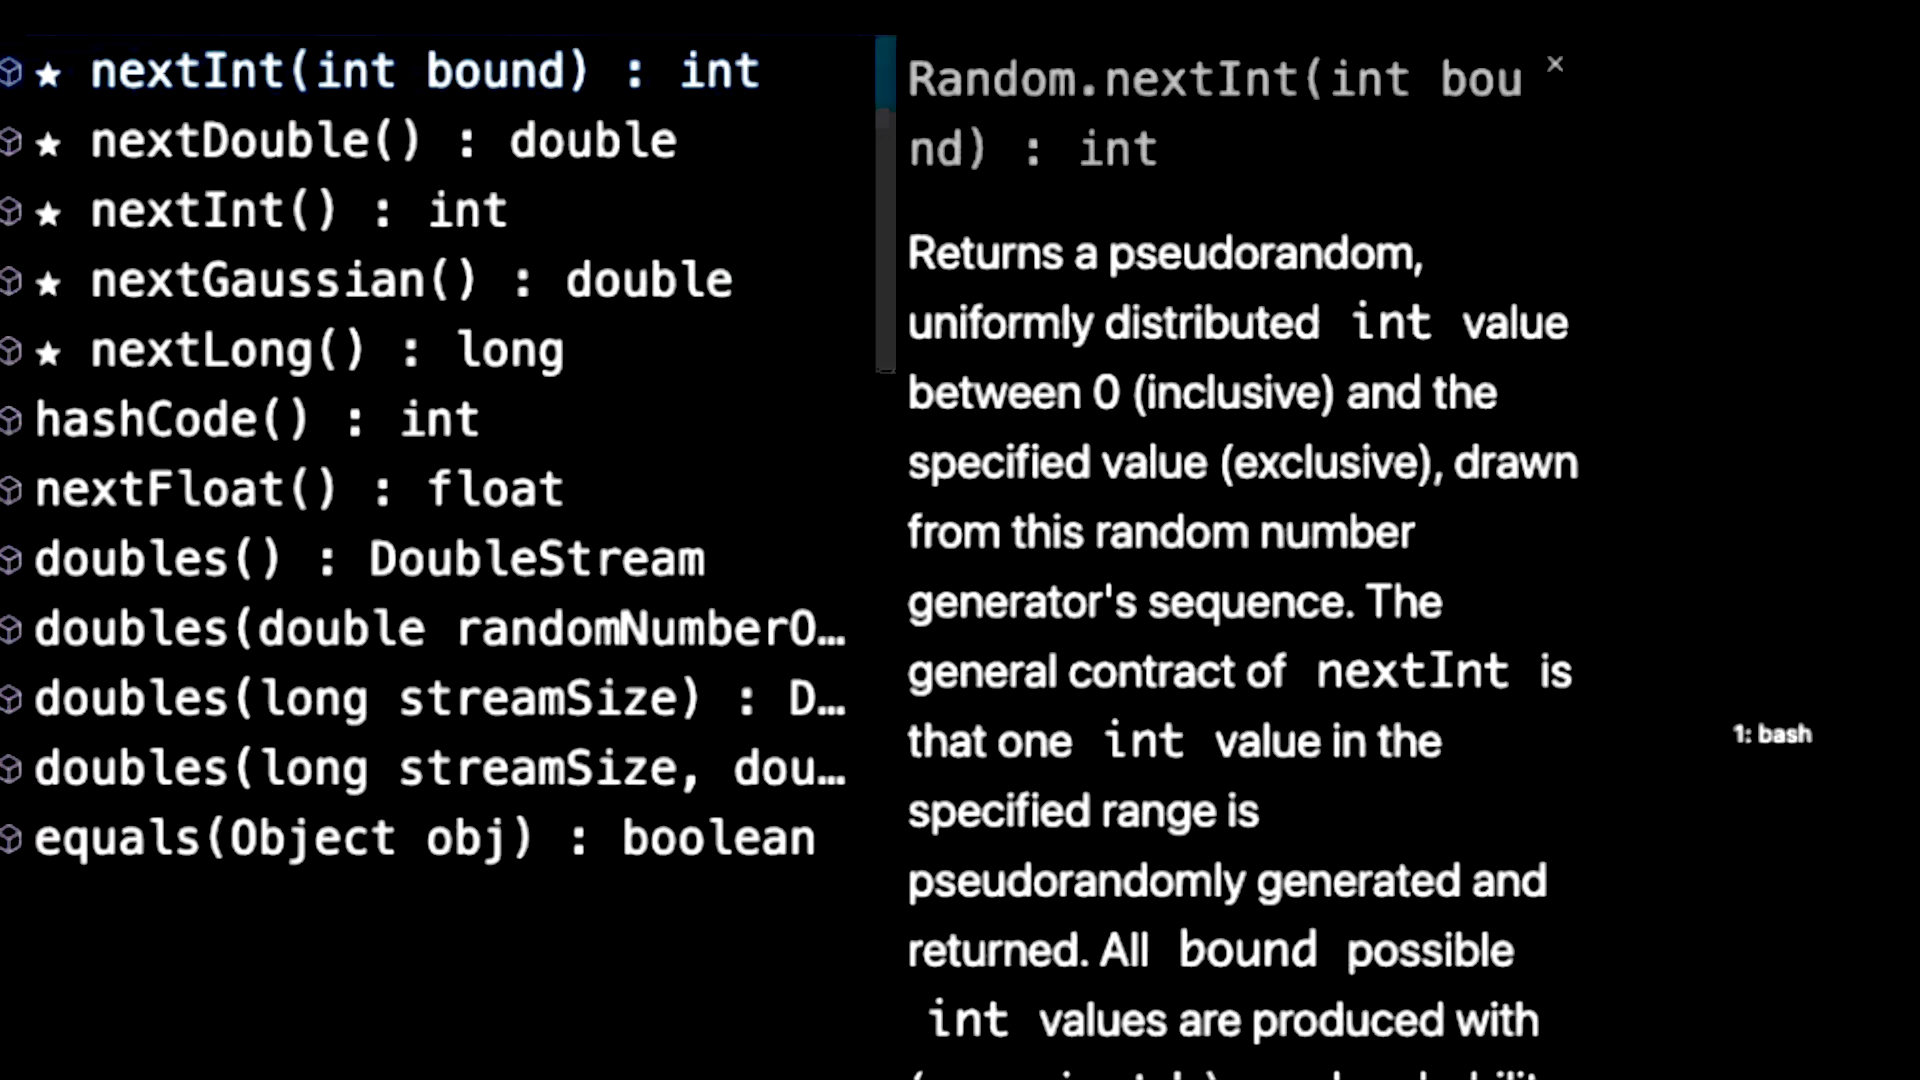 ★ nextInt(int bound) : int
★ nextDouble() : double
★ nextInt() : int
★ nextGaussian() : double
★ nextLong() : long
hashCode() : int
nextFloat() : float
doubles() : DoubleStream
doubles(double randomNumberO…
doubles(long streamSize) : D…
doubles(long streamSize, dou…
equals(Object obj) : boolean
Random.nextInt(int bou
nd) : int
Returns a pseudorandom,
uniformly distributed int value
between 0 (inclusive) and the
specified value (exclusive), drawn
from this random number
generator's sequence. The
general contract of nextInt is
that one int value in the
specified range is
pseudorandomly generated and
returned. All bound possible
int values are produced with
1: bash